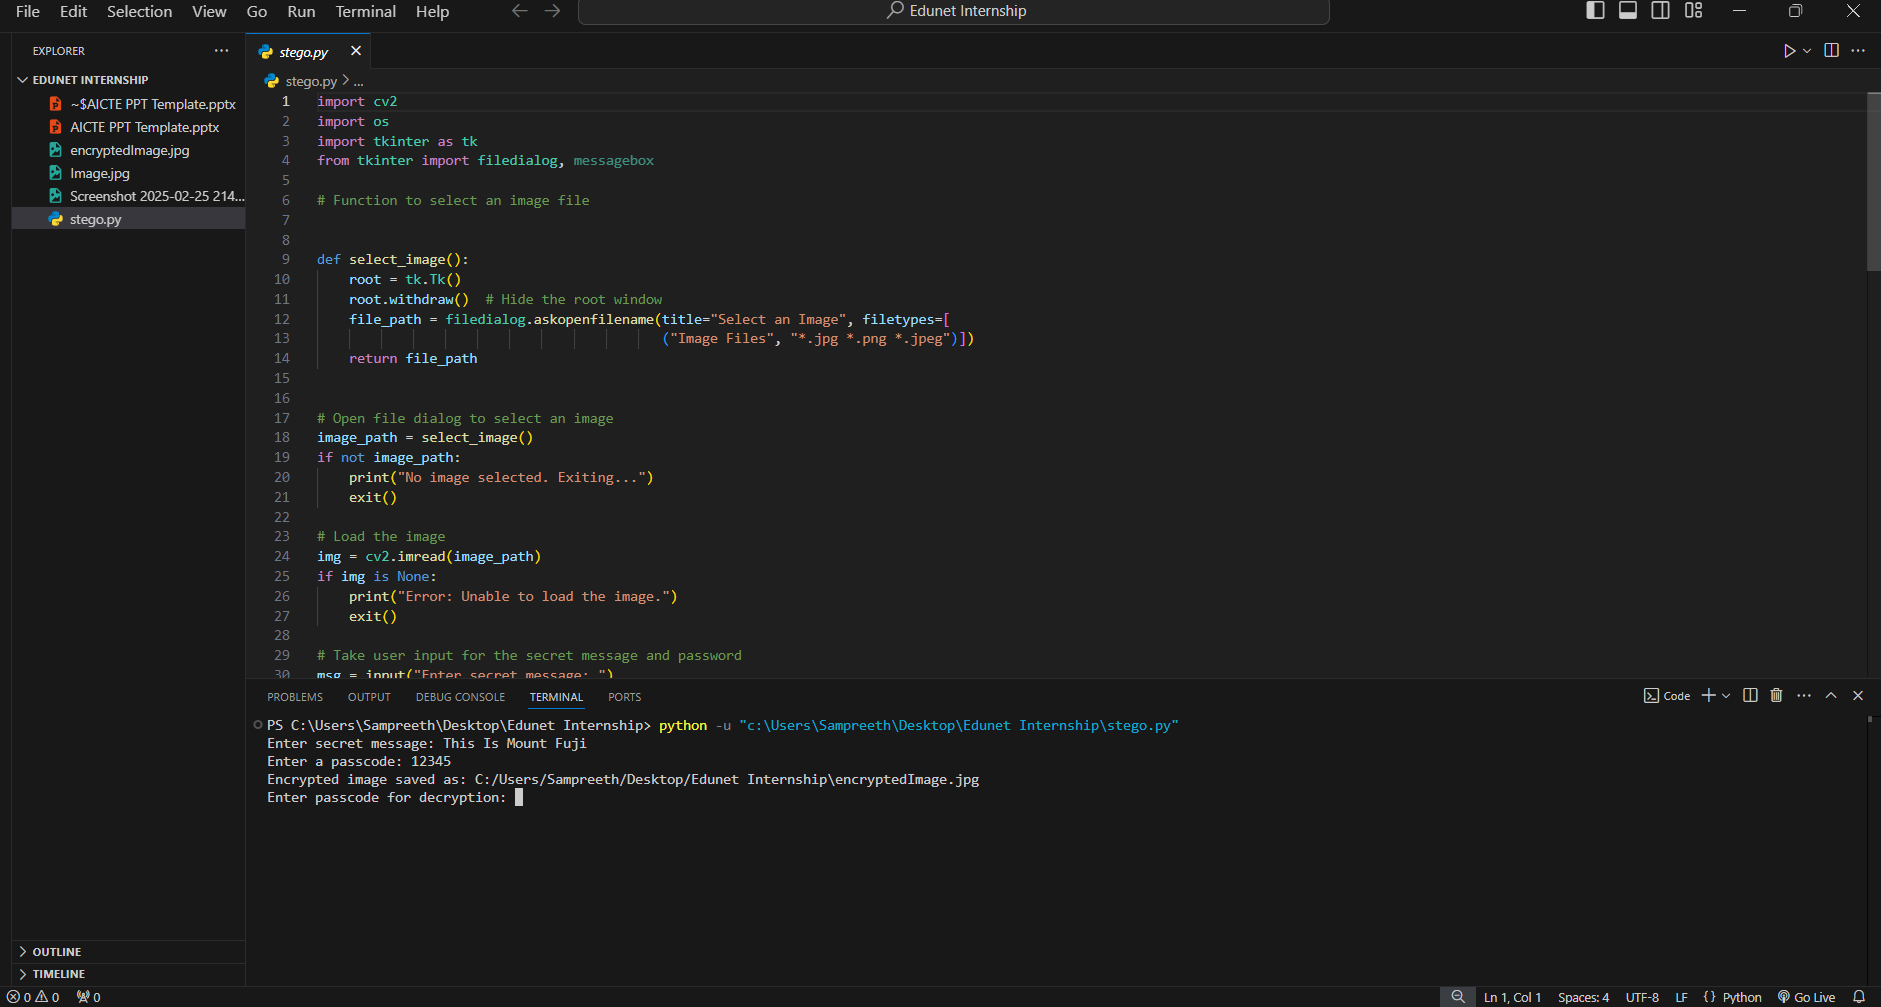 File Edit Selection View Go Run Terminal Help
Edunet Internship
EXPLORER ...
EDUNET INTERNSHIP
~$AICTE PPT Template.pptx
AICTE PPT Template.pptx
encryptedImage.jpg
Image.jpg
Screenshot 2025-02-25 214...
stego.py
OUTLINE
TIMELINE
stego.py
stego.py > ...
1 import cv2
2 import os
3 import tkinter as tk
4 from tkinter import filedialog, messagebox
5
6 # Function to select an image file
7
8
9 def select_image():
10     root = tk.Tk()
11     root.withdraw()  # Hide the root window
12     file_path = filedialog.askopenfilename(title="Select an Image", filetypes=[
13                                            ("Image Files", "*.jpg *.png *.jpeg")])
14     return file_path
15
16
17 # Open file dialog to select an image
18 image_path = select_image()
19 if not image_path:
20     print("No image selected. Exiting...")
21     exit()
22
23 # Load the image
24 img = cv2.imread(image_path)
25 if img is None:
26     print("Error: Unable to load the image.")
27     exit()
28
29 # Take user input for the secret message and password
30 msg = input("Enter secret message: ")
PROBLEMS OUTPUT DEBUG CONSOLE TERMINAL PORTS
Code
PS C:\Users\Sampreeth\Desktop\Edunet Internship> python -u "c:\Users\Sampreeth\Desktop\Edunet Internship\stego.py"
Enter secret message: This Is Mount Fuji
Enter a passcode: 12345
Encrypted image saved as: C:/Users/Sampreeth/Desktop/Edunet Internship\encryptedImage.jpg
Enter passcode for decryption:
0 0 0
Ln 1, Col 1 Spaces: 4 UTF-8 LF {} Python Go Live